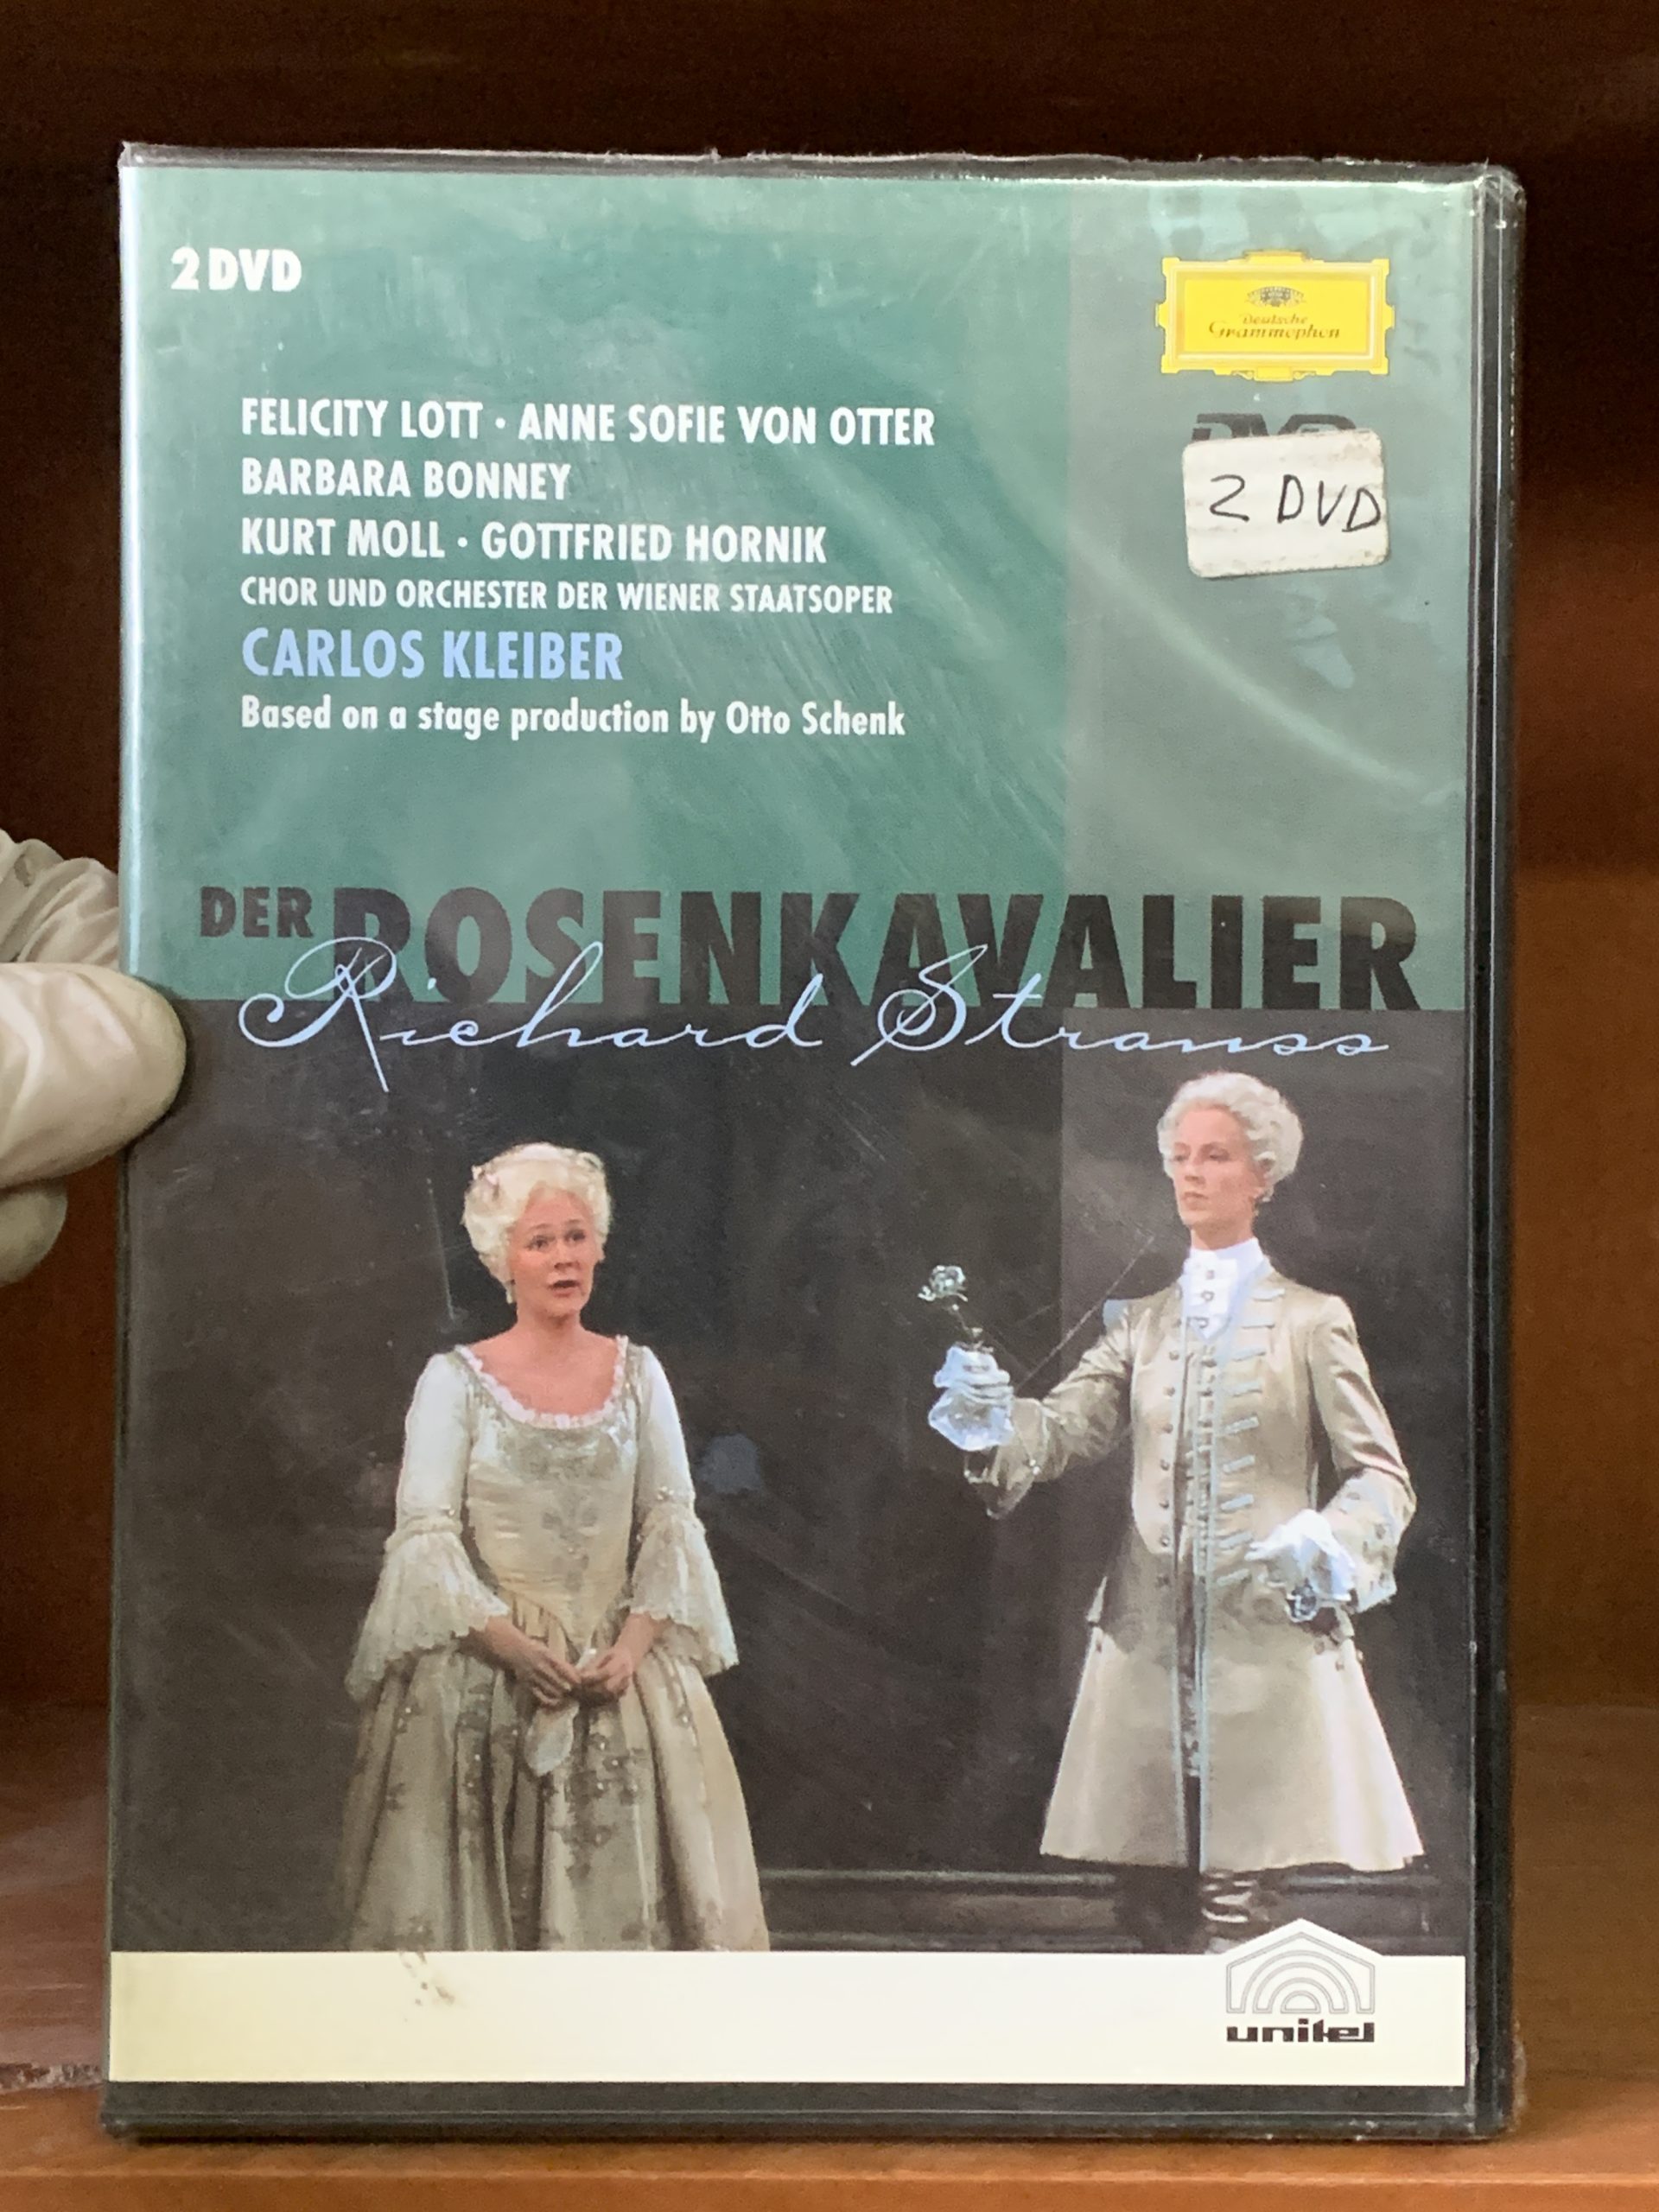 2 DVD
Deutsche
Grammophon
FELICITY LOTT · ANNE SOFIE VON OTTER
BARBARA BONNEY
KURT MOLL · GOTTFRIED HORNIK
CHOR UND ORCHESTER DER WIENER STAATSOPER
CARLOS KLEIBER
Based on a stage production by Otto Schenk
2 DVD
DER ROSENKAVALIER
Richard Strauss
unitel